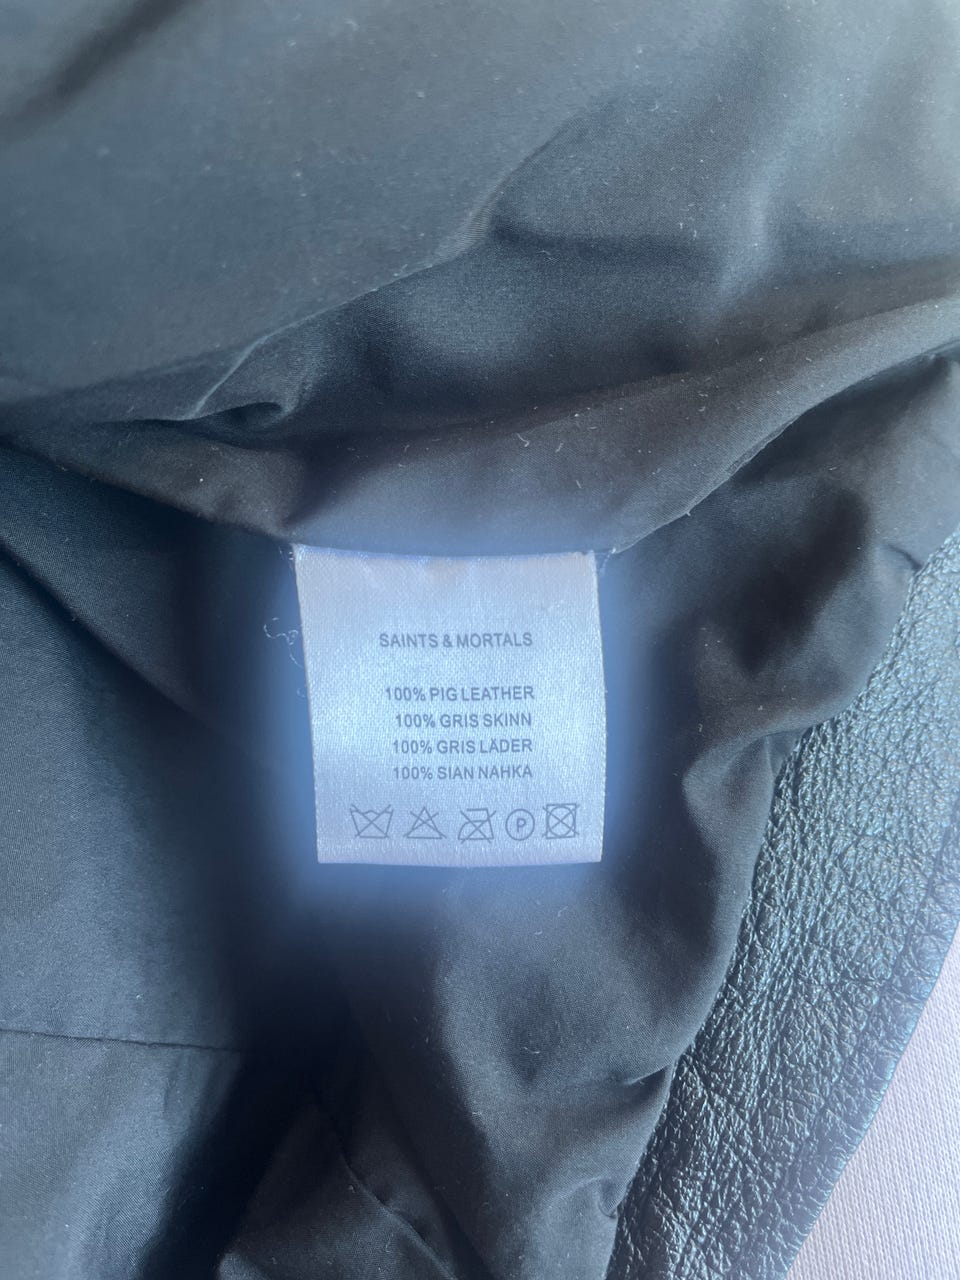 SAINTS & MORTALS
100% PIG LEATHER
100% GRIS SKINN
100% GRIS LÄDER
100% SIAN NAHKA
P